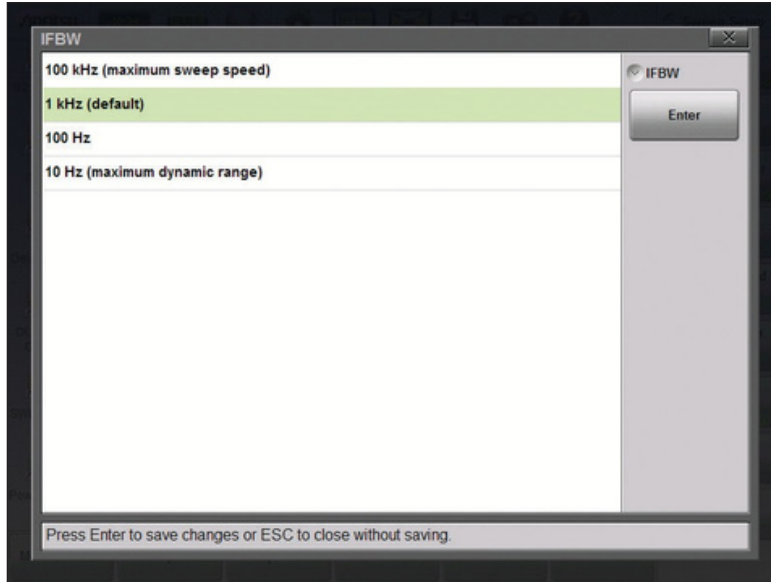 IFBW
100 kHz (maximum sweep speed)
1 kHz (default)
100 Hz
10 Hz (maximum dynamic range)
IFBW
Enter
Press Enter to save changes or ESC to close without saving.